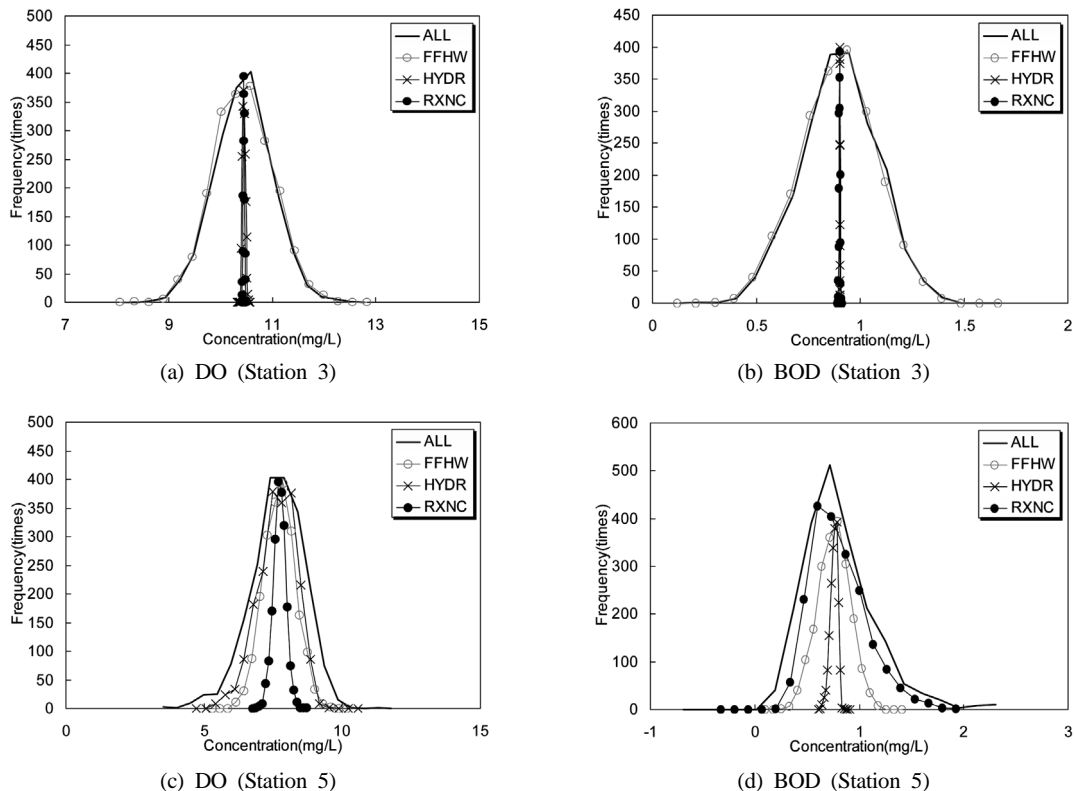 500
450
400
350
300
250
200
150
100
50
0
Frequency(times)
7 9 11 13 15
Concentration(mg/L)
ALL
FFHW
HYDR
RXNC
(a) DO (Station 3)
450
400
350
300
250
200
150
100
50
0
Frequency(times)
0 0.5 1 1.5 2
Concentration(mg/L)
ALL
FFHW
HYDR
RXNC
(b) BOD (Station 3)
500
450
400
350
300
250
200
150
100
50
0
Frequency(times)
0 5 10 15
Concentration(mg/L)
ALL
FFHW
HYDR
RXNC
(c) DO (Station 5)
600
500
400
300
200
100
0
Frequency(times)
-1 0 1 2 3
Concentration(mg/L)
ALL
FFHW
HYDR
RXNC
(d) BOD (Station 5)